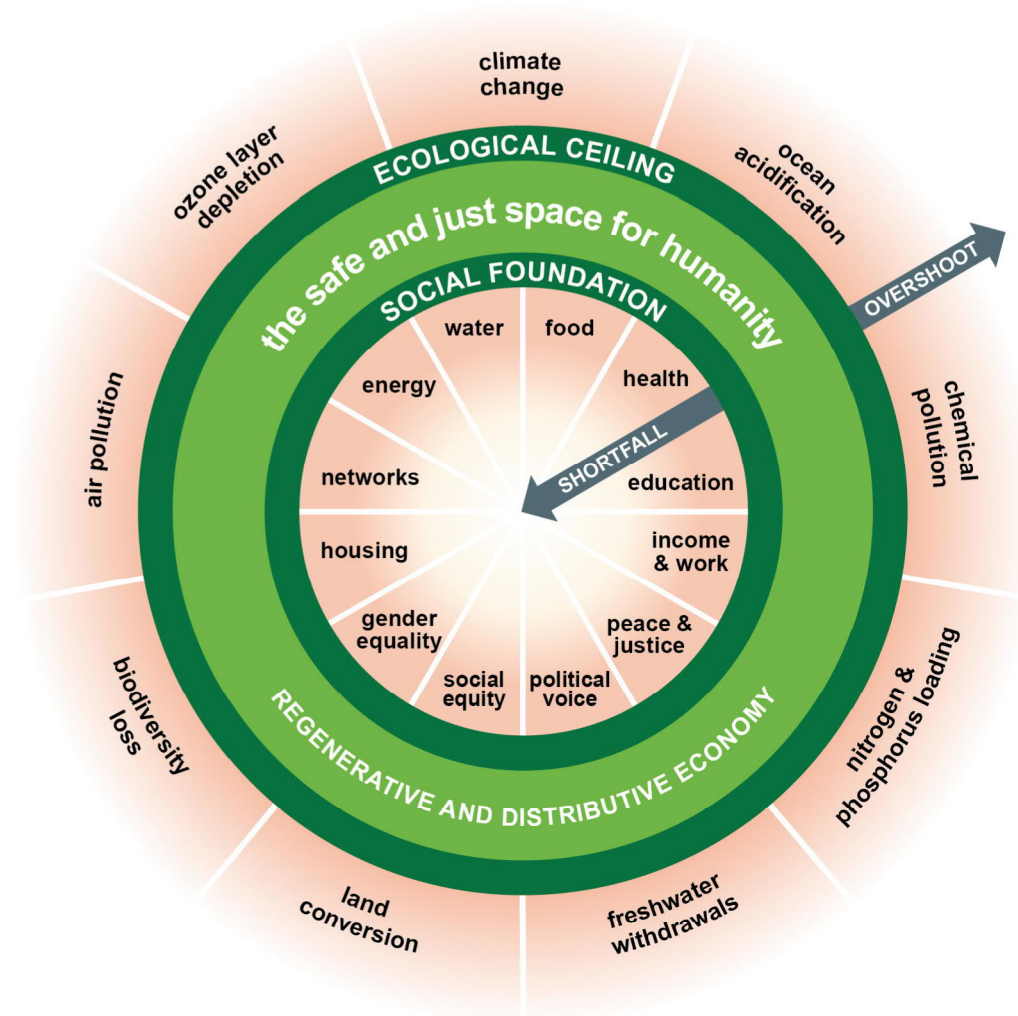 climate
change
ocean
acidification
chemical
pollution
nitrogen &
phosphorus loading
freshwater
withdrawals
land
conversion
biodiversity
loss
air pollution
ozone layer
depletion
ECOLOGICAL CEILING
the safe and just space for humanity
SOCIAL FOUNDATION
OVERSHOOT
SHORTFALL
water
food
health
education
income
& work
peace &
justice
political
voice
social
equity
gender
equality
housing
networks
energy
REGENERATIVE AND DISTRIBUTIVE ECONOMY